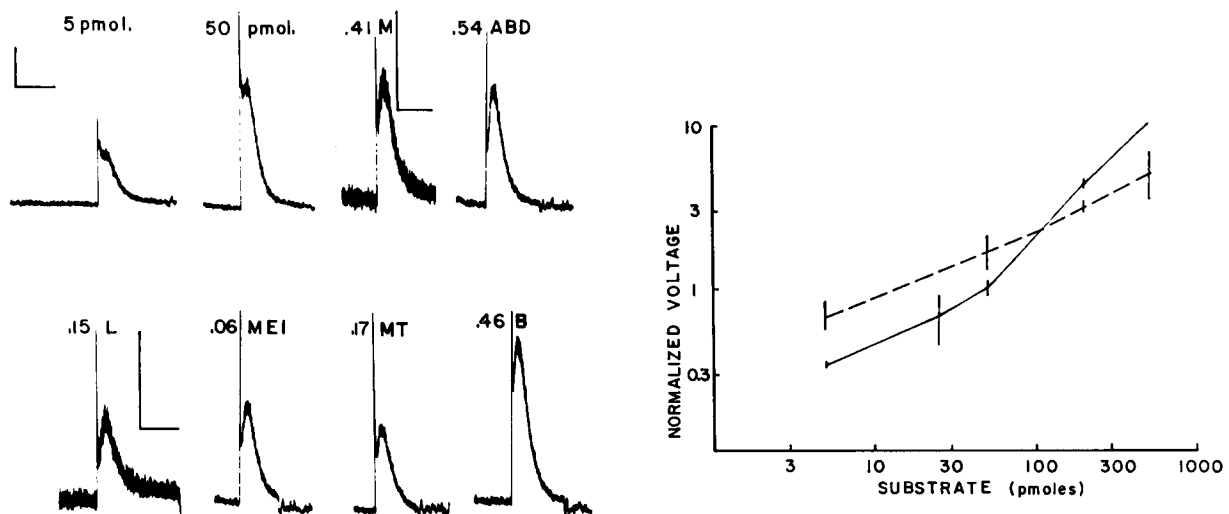 5 pmol.
50 pmol.
.41 M
.54 ABD
.15 L
.06 MEI
.17 MT
.46 B
NORMALIZED VOLTAGE
10
3
1
0.3
3 10 30 100 300 1000
SUBSTRATE (pmoles)